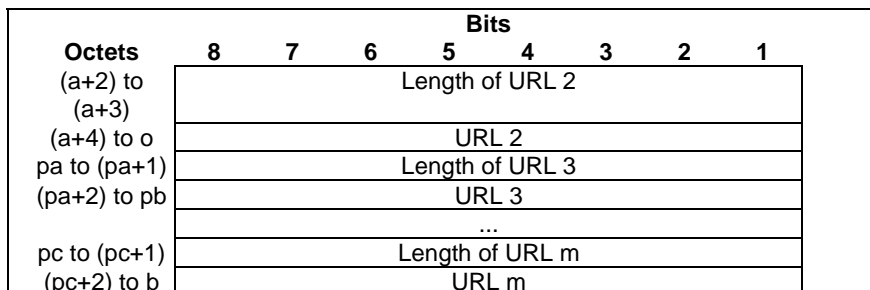 Bits
Octets 8 7 6 5 4 3 2 1
(a+2) to Length of URL 2
(a+3)
(a+4) to o URL 2
pa to (pa+1) Length of URL 3
(pa+2) to pb URL 3
...
pc to (pc+1) Length of URL m
(pc+2) to b URL m